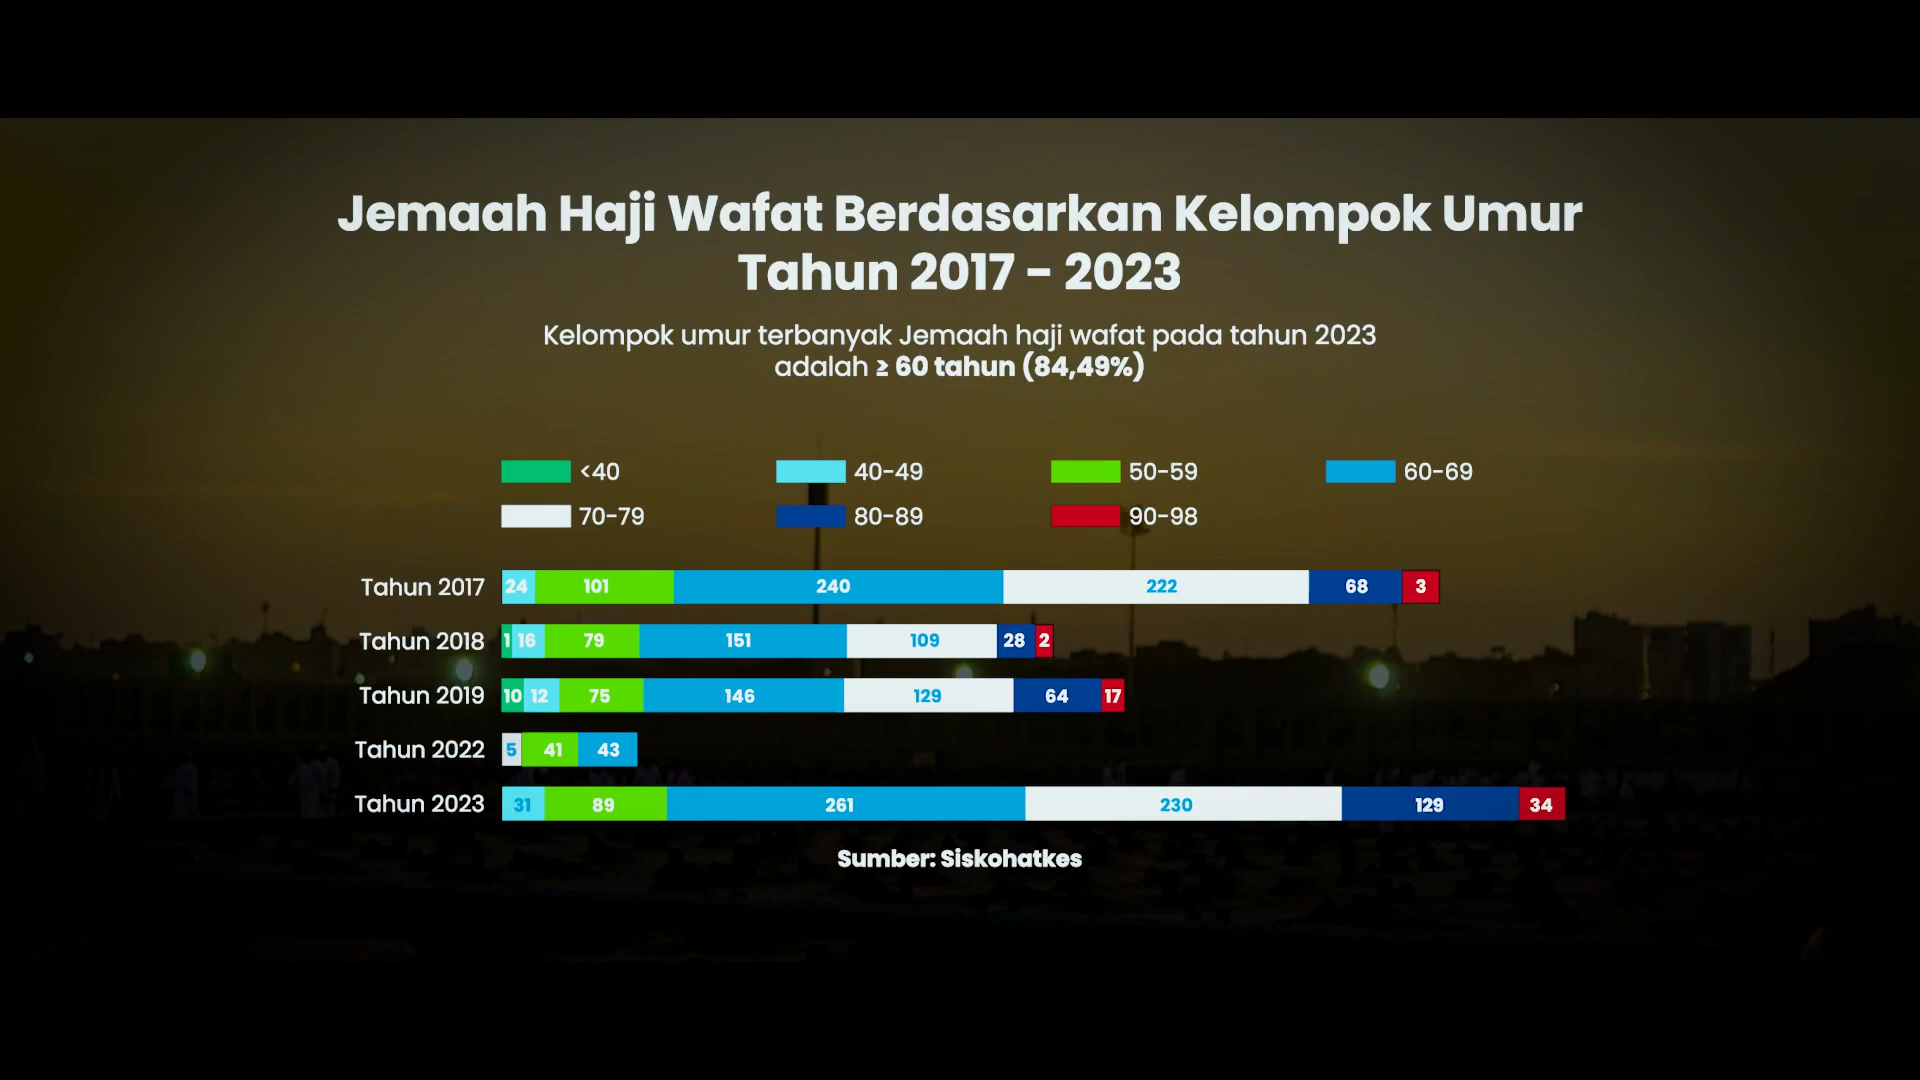 Jemaah Haji Wafat Berdasarkan Kelompok Umur
Tahun 2017 - 2023
Kelompok umur terbanyak Jemaah haji wafat pada tahun 2023
adalah ≥ 60 tahun (84,49%)
<40 40-49 50-59 60-69
70-79 80-89 90-98
Tahun 2017 24 101 240 222 68 3
Tahun 2018 1 16 79 151 109 28 2
Tahun 2019 10 12 75 146 129 64 17
Tahun 2022 5 41 43
Tahun 2023 31 89 261 230 129 34
Sumber: Siskohatkes